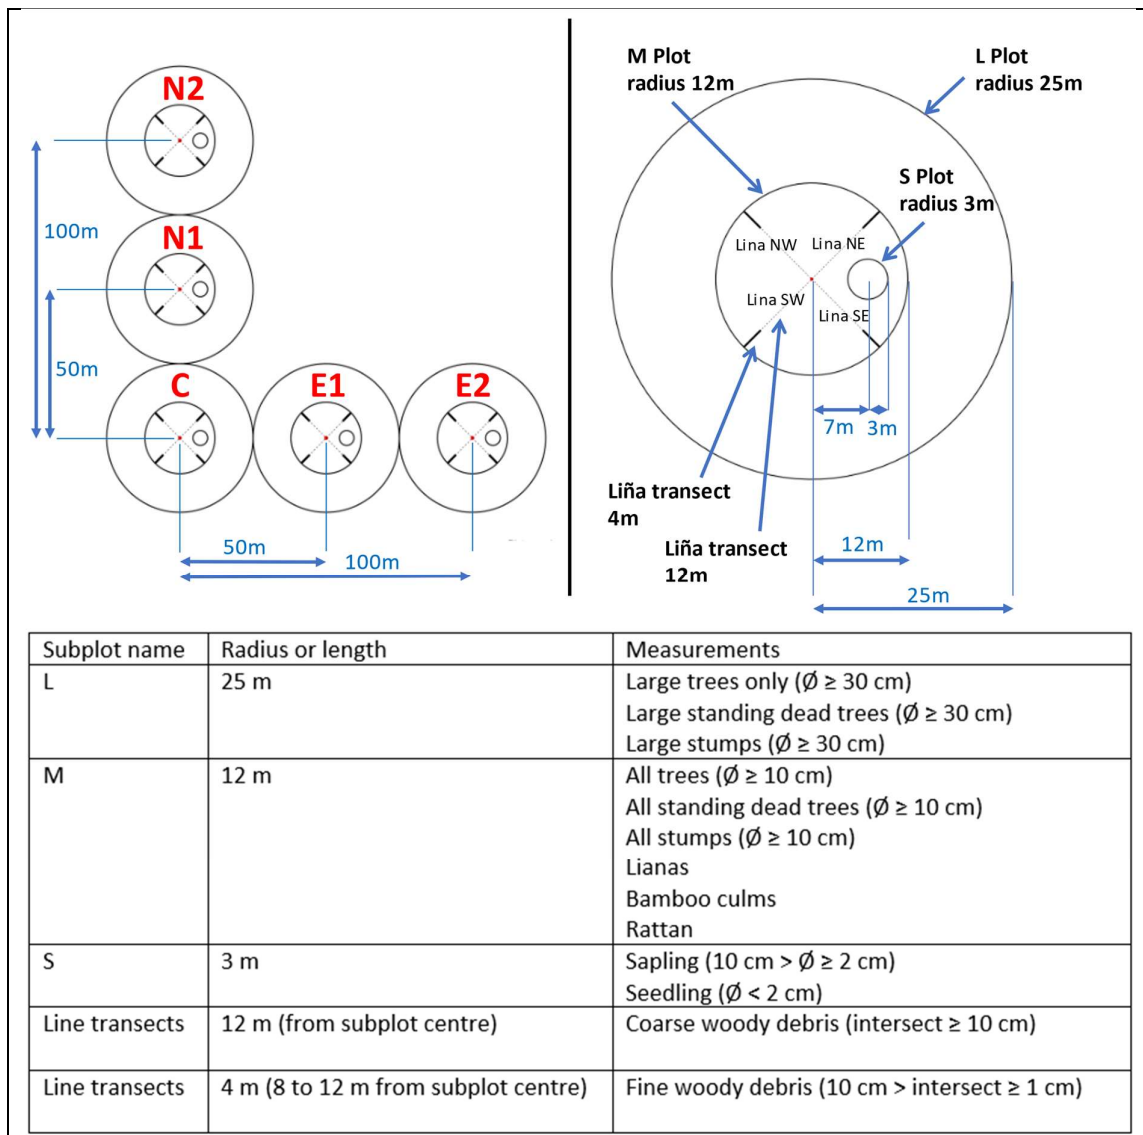 N2
100m
N1
50m
C
E1
E2
50m
100m
M Plot
radius 12m
L Plot
radius 25m
S Plot
radius 3m
Lina NW
Lina NE
Lina SW
Lina SE
7m
3m
Liña transect
4m
Liña transect
12m
12m
25m
Subplot name Radius or length Measurements
L 25 m Large trees only (Ø ≥ 30 cm)
Large standing dead trees (Ø ≥ 30 cm)
Large stumps (Ø ≥ 30 cm)
M 12 m All trees (Ø ≥ 10 cm)
All standing dead trees (Ø ≥ 10 cm)
All stumps (Ø ≥ 10 cm)
Lianas
Bamboo culms
Rattan
S 3 m Sapling (10 cm > Ø ≥ 2 cm)
Seedling (Ø < 2 cm)
Line transects 12 m (from subplot centre) Coarse woody debris (intersect ≥ 10 cm)
Line transects 4 m (8 to 12 m from subplot centre) Fine woody debris (10 cm > intersect ≥ 1 cm)